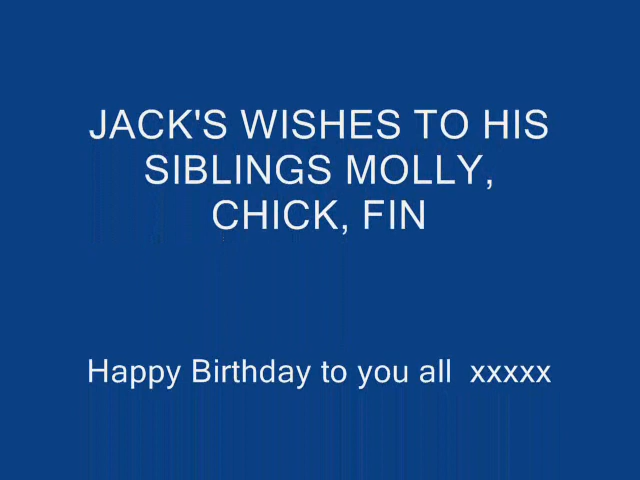 JACK'S WISHES TO HIS
SIBLINGS MOLLY,
CHICK, FIN
Happy Birthday to you all  xxxxx